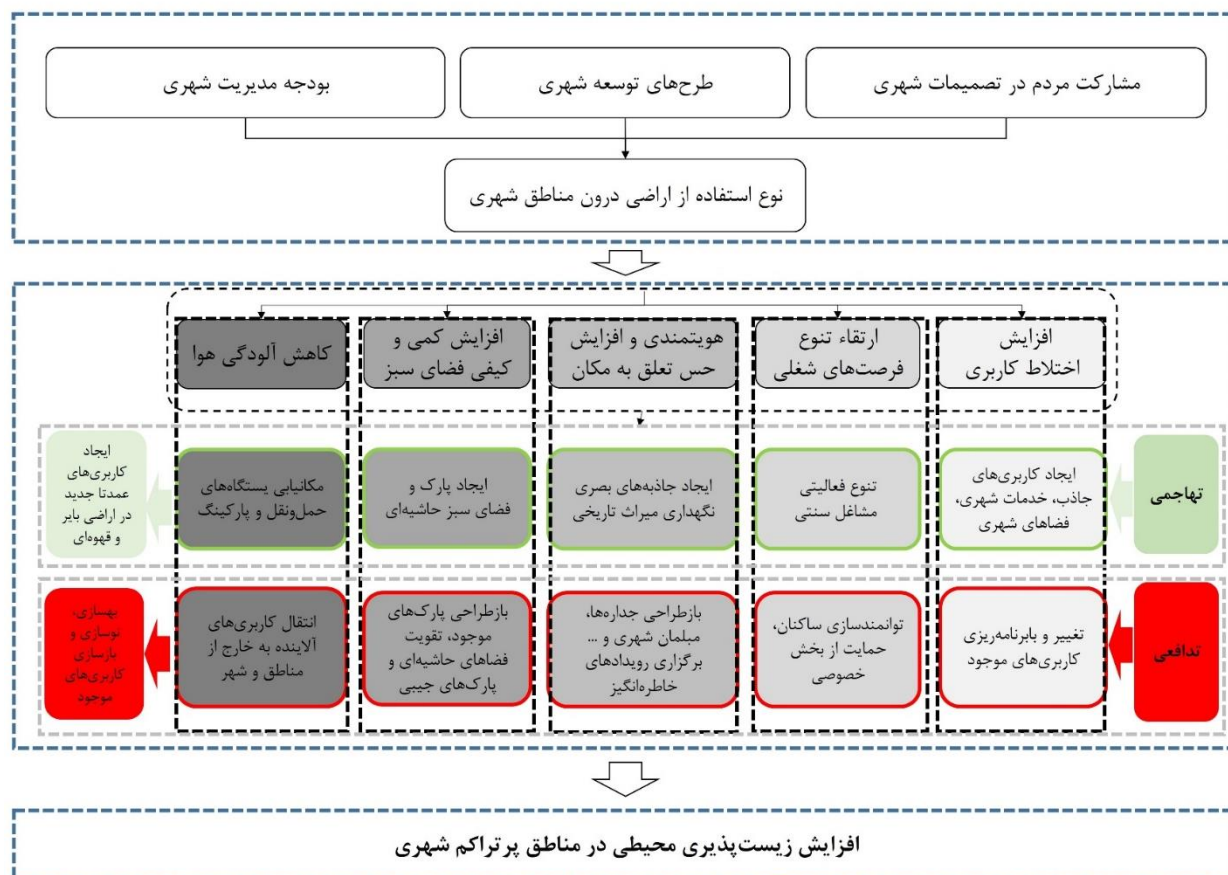 مشارکت مردم در تصمیمات شهری
طرح‌های توسعه شهری
بودجه مدیریت شهری
نوع استفاده از اراضی درون مناطق شهری
افزایش
اختلاط کاربری
ارتقاء تنوع
فرصت‌های شغلی
هویتمندی و افزایش
حس تعلق به مکان
افزایش کمی و
کیفی فضای سبز
کاهش آلودگی هوا
تهاجمی
ایجاد کاربری‌های
جاذب، خدمات شهری،
فضاهای شهری
تنوع فعالیتی
مشاغل سنتی
ایجاد جاذبه‌های بصری
نگهداری میراث تاریخی
ایجاد پارک و
فضای سبز حاشیه‌ای
مکانیابی یستگاه‌های
حمل‌ونقل و پارکینگ
ایجاد
کاربری‌های
عمدتا جدید
در اراضی بایر
و قهوه‌ای
تدافعی
تغییر و بابرنامه‌ریزی
کاربری‌های موجود
توانمندسازی ساکنان،
حمایت از بخش
خصوصی
بازطراحی جداره‌ها،
مبلمان شهری و ...
برگزاری رویدادهای
خاطره‌انگیز
بازطراحی پارک‌های
موجود، تقویت
فضاهای حاشیه‌ای و
پارک‌های جیبی
انتقال کاربری‌های
آلاینده به خارج از
مناطق و شهر
بهسازی،
نوسازی و
بازسازی
کاربری‌های
موجود
افزایش زیست‌پذیری محیطی در مناطق پرتراکم شهری